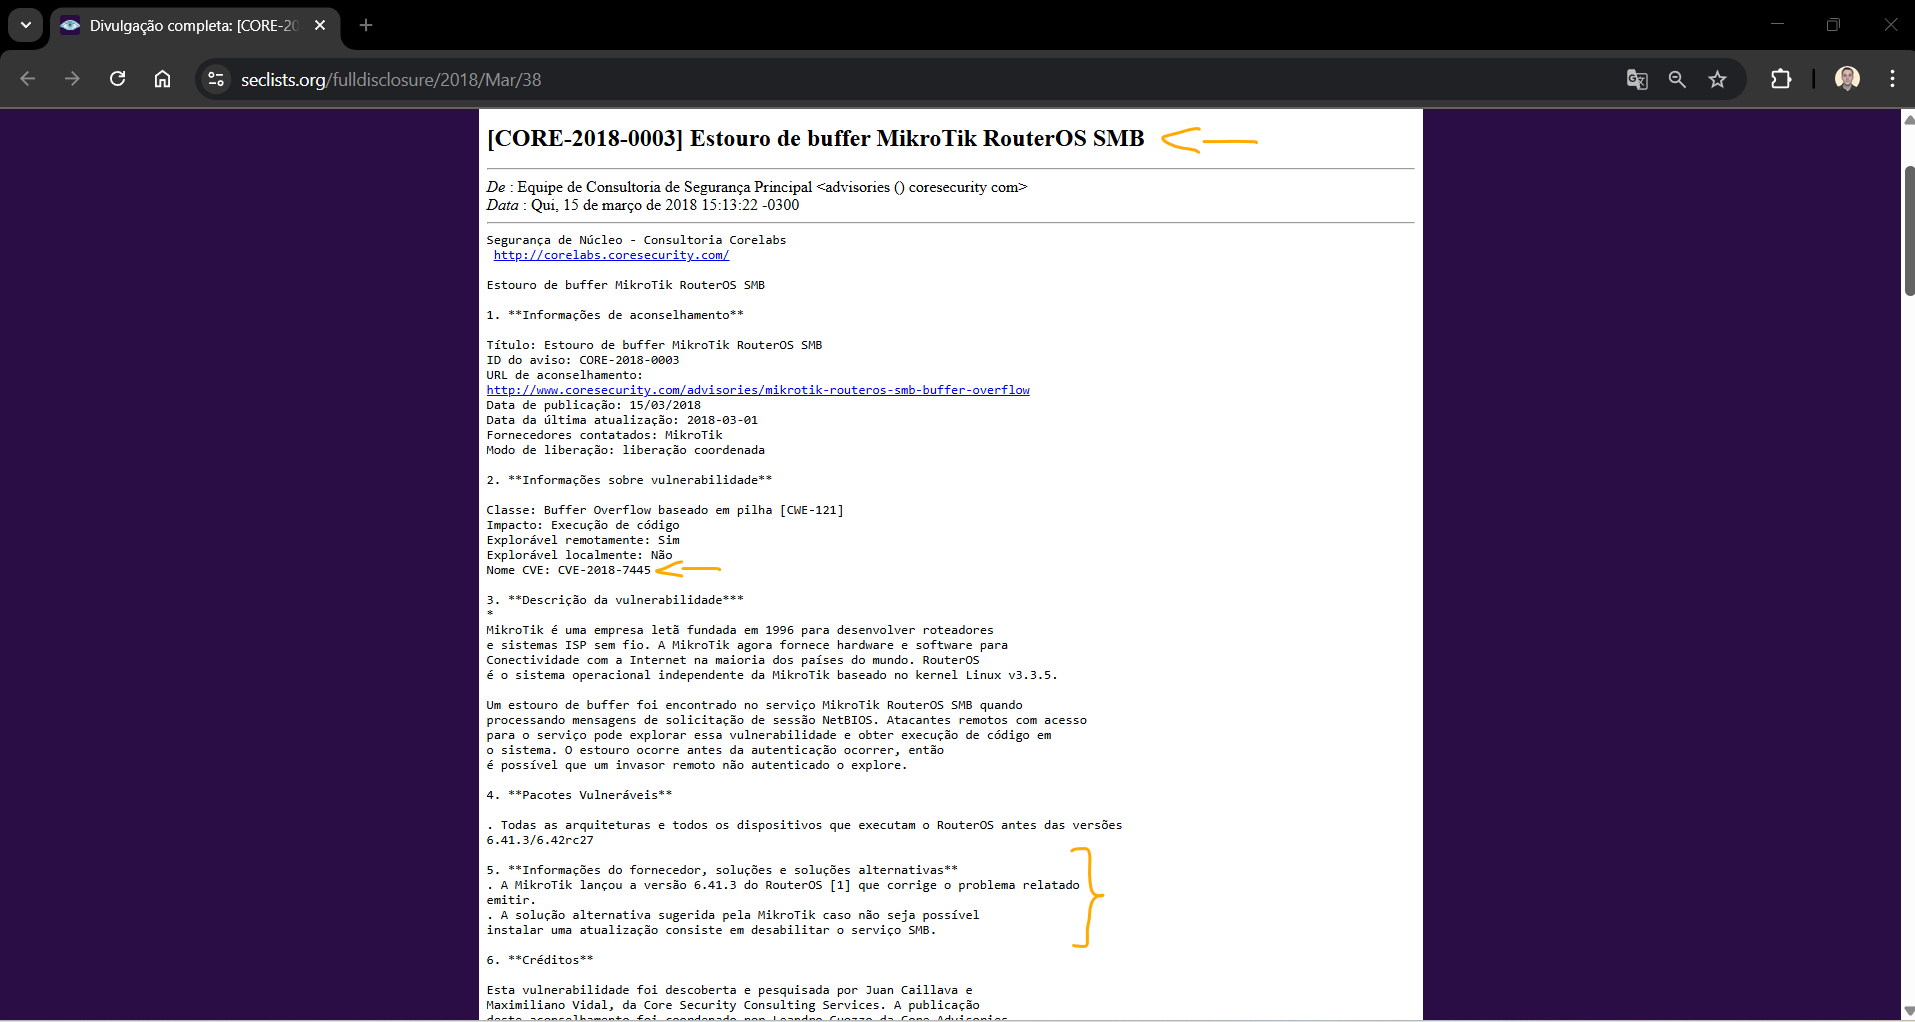 Divulgação completa: [CORE-20
seclists.org/fulldisclosure/2018/Mar/38
[CORE-2018-0003] Estouro de buffer MikroTik RouterOS SMB
De : Equipe de Consultoria de Segurança Principal <advisories () coresecurity com>
Data : Qui, 15 de março de 2018 15:13:22 -0300
Segurança de Núcleo - Consultoria Corelabs
http://corelabs.coresecurity.com/
Estouro de buffer MikroTik RouterOS SMB
1. **Informações de aconselhamento**
Título: Estouro de buffer MikroTik RouterOS SMB
ID do aviso: CORE-2018-0003
URL de aconselhamento:
http://www.coresecurity.com/advisories/mikrotik-routeros-smb-buffer-overflow
Data de publicação: 15/03/2018
Data da última atualização: 2018-03-01
Fornecedores contatados: MikroTik
Modo de liberação: liberação coordenada
2. **Informações sobre vulnerabilidade**
Classe: Buffer Overflow baseado em pilha [CWE-121]
Impacto: Execução de código
Explorável remotamente: Sim
Explorável localmente: Não
Nome CVE: CVE-2018-7445
3. **Descrição da vulnerabilidade***
*
MikroTik é uma empresa letã fundada em 1996 para desenvolver roteadores
e sistemas ISP sem fio. A MikroTik agora fornece hardware e software para
Conectividade com a Internet na maioria dos países do mundo. RouterOS
é o sistema operacional independente da MikroTik baseado no kernel Linux v3.3.5.
Um estouro de buffer foi encontrado no serviço MikroTik RouterOS SMB quando
processando mensagens de solicitação de sessão NetBIOS. Atacantes remotos com acesso
para o serviço pode explorar essa vulnerabilidade e obter execução de código em
o sistema. O estouro ocorre antes da autenticação ocorrer, então
é possível que um invasor remoto não autenticado o explore.
4. **Pacotes Vulneráveis**
. Todas as arquiteturas e todos os dispositivos que executam o RouterOS antes das versões
6.41.3/6.42rc27
5. **Informações do fornecedor, soluções e soluções alternativas**
. A MikroTik lançou a versão 6.41.3 do RouterOS [1] que corrige o problema relatado
emitir.
. A solução alternativa sugerida pela MikroTik caso não seja possível
instalar uma atualização consiste em desabilitar o serviço SMB.
6. **Créditos**
Esta vulnerabilidade foi descoberta e pesquisada por Juan Caillava e
Maximiliano Vidal, da Core Security Consulting Services. A publicação
deste aconselhamento foi coordenado por Leandro Cuozzo da Core Advisories